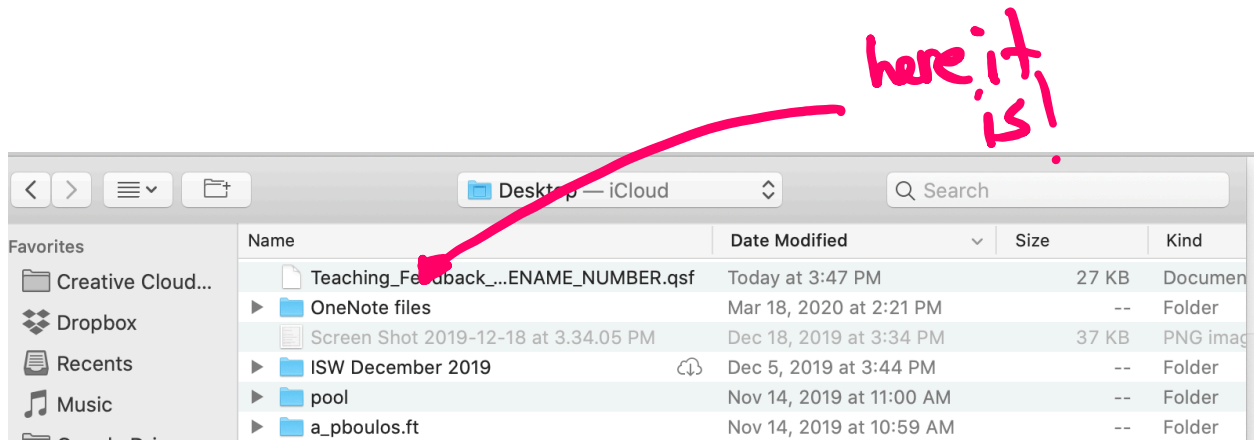 here it
is!
Desktop — iCloud
Search
Favorites
Name Date Modified Size Kind
Creative Cloud...
Teaching_Feedback_...ENAME_NUMBER.qsf Today at 3:47 PM 27 KB Documen
OneNote files Mar 18, 2020 at 2:21 PM -- Folder
Dropbox
Screen Shot 2019-12-18 at 3.34.05 PM Dec 18, 2019 at 3:34 PM 37 KB PNG imag
Recents
ISW December 2019 Dec 5, 2019 at 3:44 PM -- Folder
Music
pool Nov 14, 2019 at 11:00 AM -- Folder
a_pboulos.ft Nov 14, 2019 at 10:59 AM -- Folder